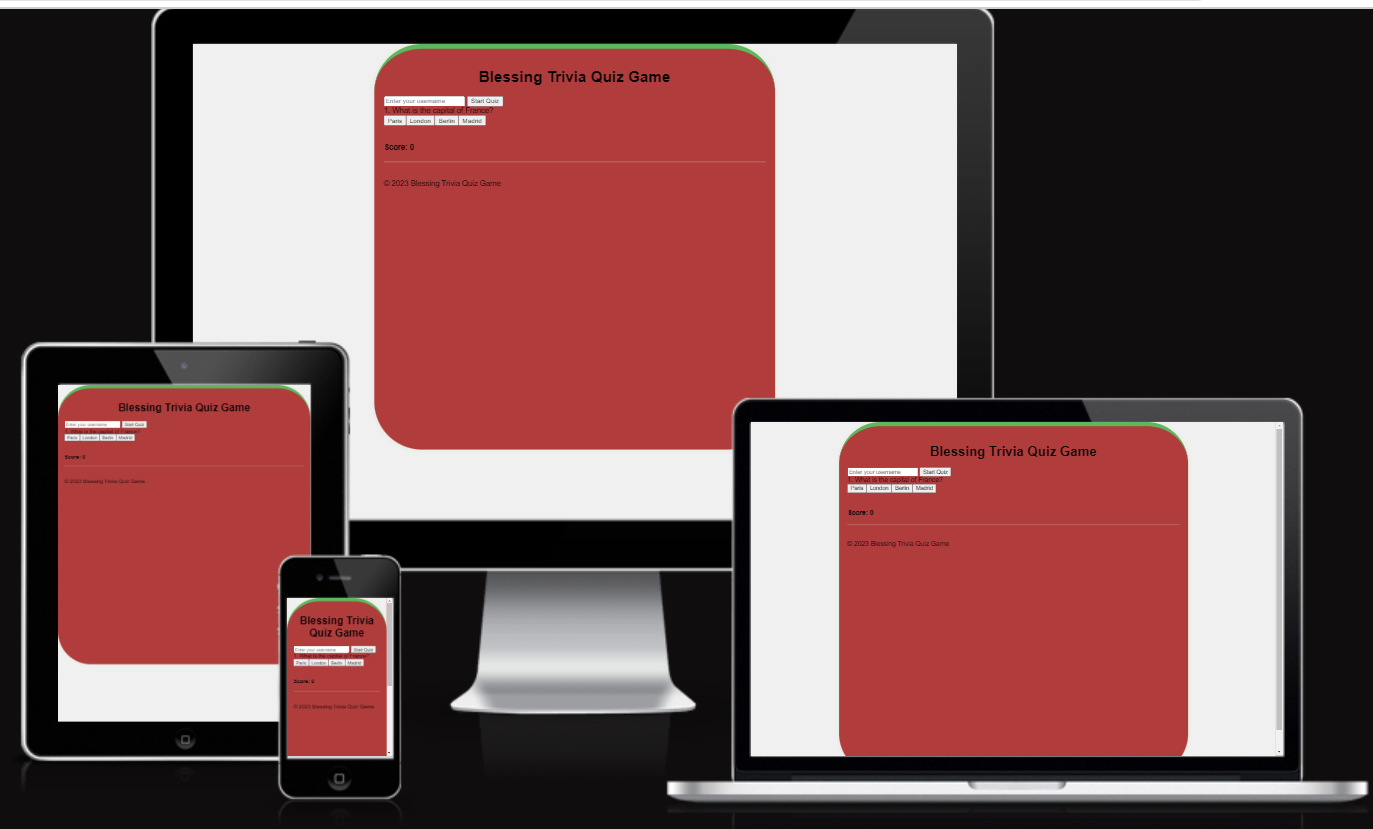 Blessing Trivia Quiz Game
Enter your username Start Quiz
1. What is the capital of France?
Paris London Berlin Madrid
Score: 0
© 2023 Blessing Trivia Quiz Game
Blessing Trivia Quiz Game
Enter your username Start Quiz
1. What is the capital of France?
Paris London Berlin Madrid
Score: 0
© 2023 Blessing Trivia Quiz Game
Blessing Trivia Quiz Game
Enter your username Start Quiz
1. What is the capital of France?
Paris London Berlin Madrid
Score: 0
© 2023 Blessing Trivia Quiz Game
Blessing Trivia
Quiz Game
Enter your username Start Quiz
1. What is the capital of France?
Paris London Berlin Madrid
Score: 0
© 2023 Blessing Trivia Quiz Game